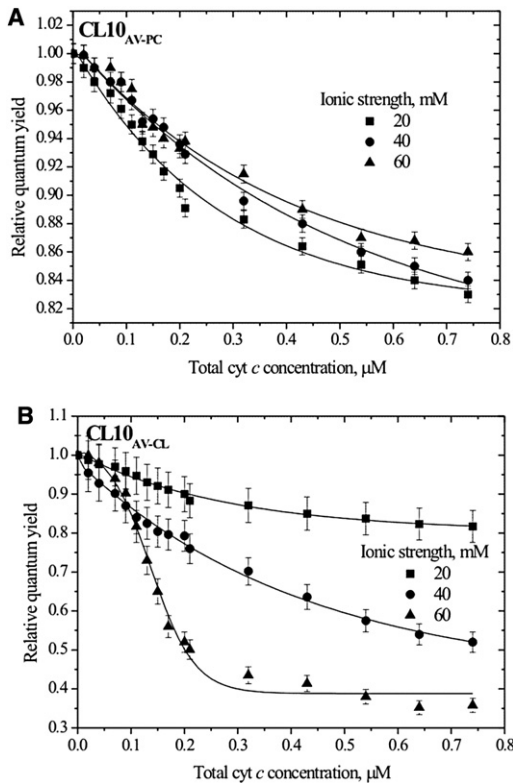 A
CL10AV-PC
Ionic strength, mM
20
40
60
Relative quantum yield
1.00
0.98
0.96
0.94
0.92
0.90
0.88
0.86
0.84
0.82
0.0 0.1 0.2 0.3 0.4 0.5 0.6 0.7 0.8
Total cyt c concentration, μM
B
CL10AV-CL
Ionic strength, mM
20
40
60
Relative quantum yield
1.1
1.0
0.9
0.8
0.7
0.6
0.5
0.4
0.3
0.0 0.1 0.2 0.3 0.4 0.5 0.6 0.7 0.8
Total cyt c concentration, μM